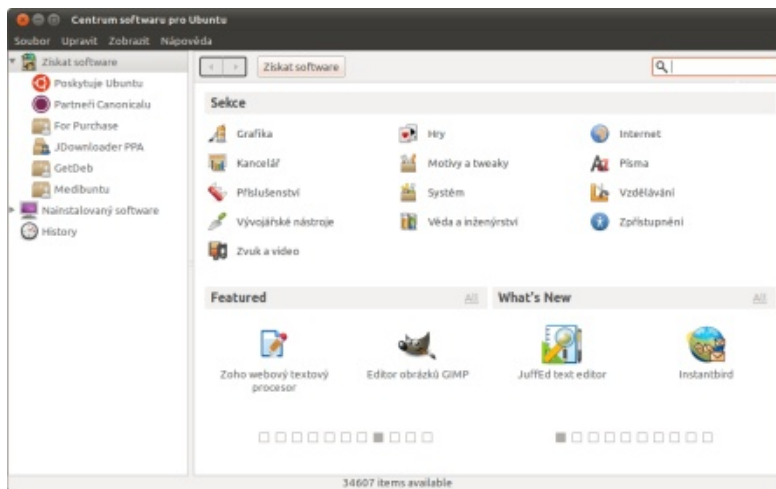 Centrum softwaru pro Ubuntu
Soubor Upravit Zobrazit Nápověda
Získat software
Poskytuje Ubuntu
Partneři Canonicalu
For Purchase
JDownloader PPA
GetDeb
Medibuntu
Nainstalovaný software
History
Získat software
Sekce
Grafika
Hry
Internet
Kancelář
Motivy a tweaky
Písma
Příslušenství
Systém
Vzdělávání
Vývojářské nástroje
Věda a inženýrství
Zpřístupnění
Zvuk a video
Featured All
What's New All
Zoho webový textový
procesor
Editor obrázků GIMP
JuffEd text editor
Instantbird
34607 items available